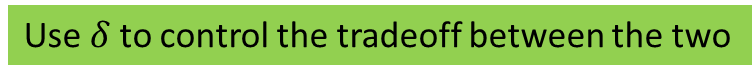 Use δ to control the tradeoff between the two